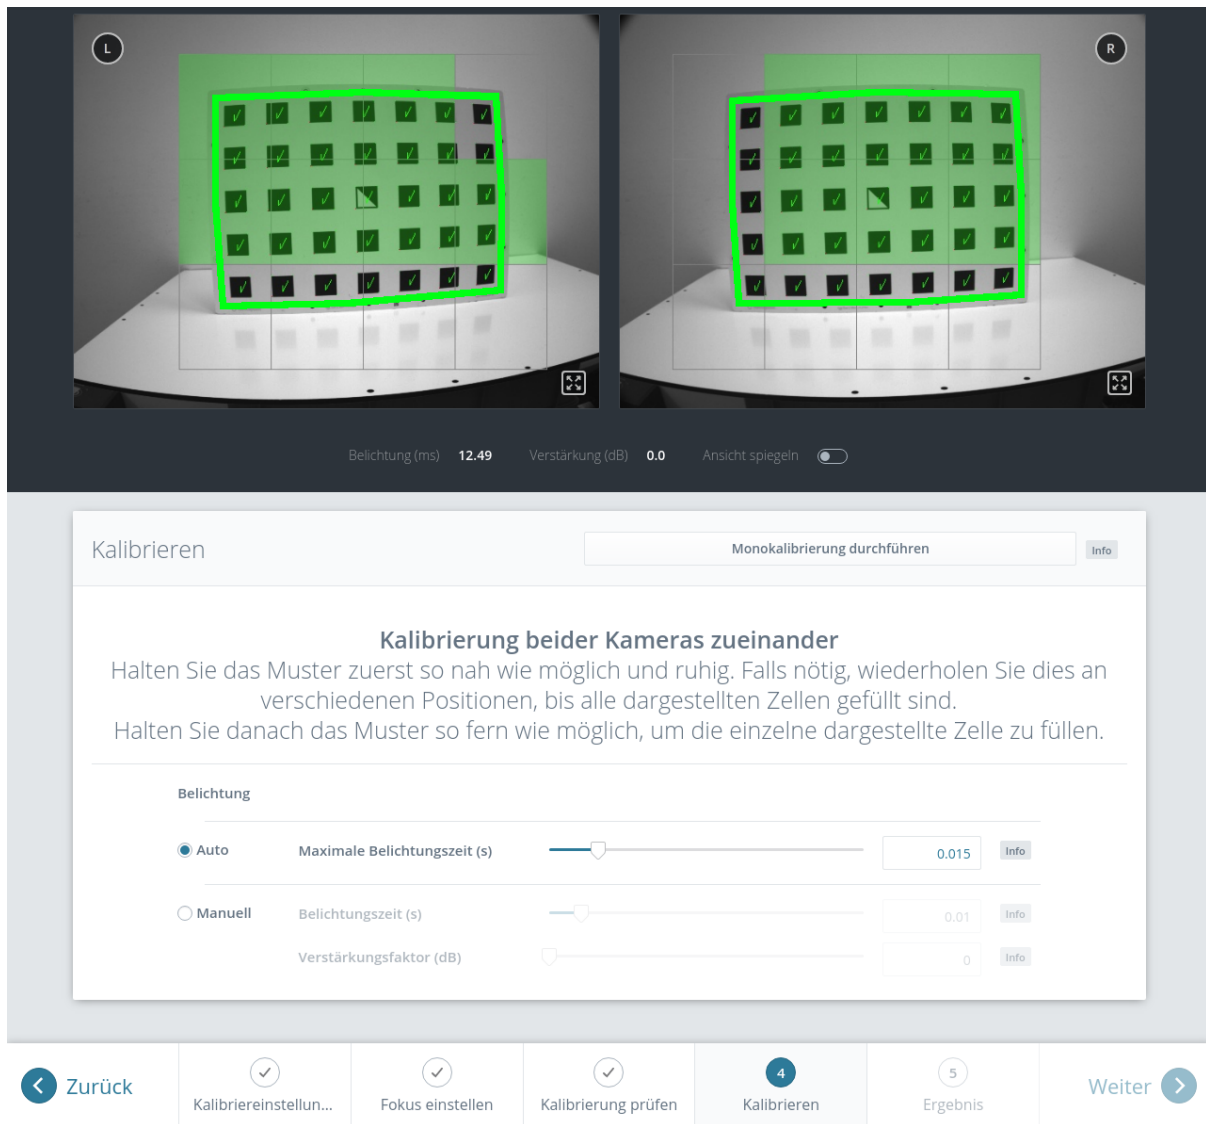 L
R
Belichtung (ms) 12.49 Verstärkung (dB) 0.0 Ansicht spiegeln
Kalibrieren
Monokalibrierung durchführen
Info
Kalibrierung beider Kameras zueinander
Halten Sie das Muster zuerst so nah wie möglich und ruhig. Falls nötig, wiederholen Sie dies an
verschiedenen Positionen, bis alle dargestellten Zellen gefüllt sind.
Halten Sie danach das Muster so fern wie möglich, um die einzelne dargestellte Zelle zu füllen.
Belichtung
Auto Maximale Belichtungszeit (s) 0.015 Info
Manuell Belichtungszeit (s) 0.01 Info
Verstärkungsfaktor (dB) 0 Info
Zurück
Kalibriereinstellun...
Fokus einstellen
Kalibrierung prüfen
4
Kalibrieren
5
Ergebnis
Weiter